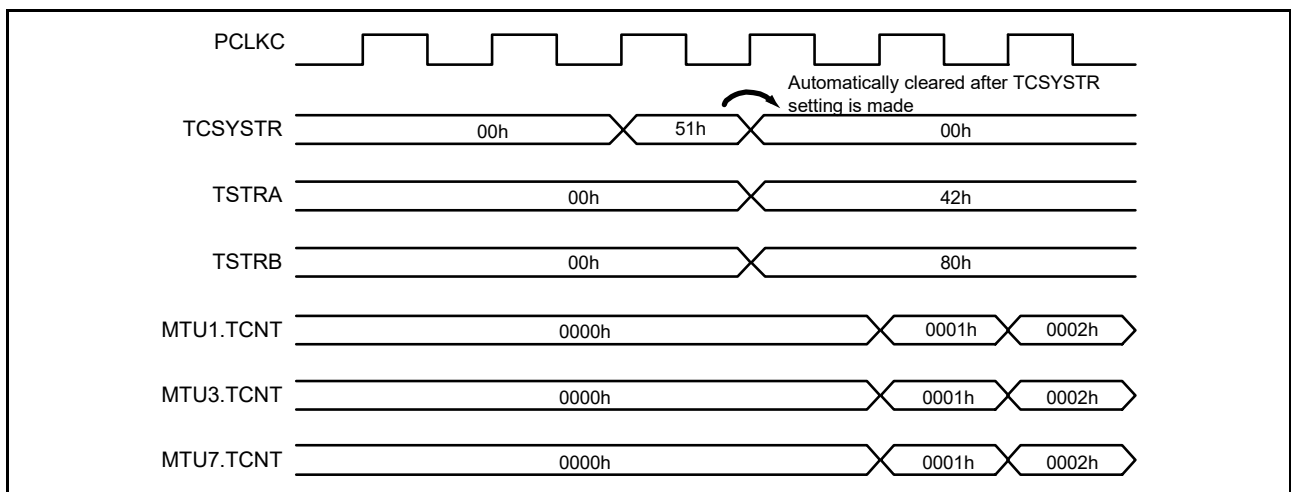 PCLKC
Automatically cleared after TCSYSTR
setting is made
TCSYSTR 00h 51h 00h
TSTRA 00h 42h
TSTRB 00h 80h
MTU1.TCNT 0000h 0001h 0002h
MTU3.TCNT 0000h 0001h 0002h
MTU7.TCNT 0000h 0001h 0002h